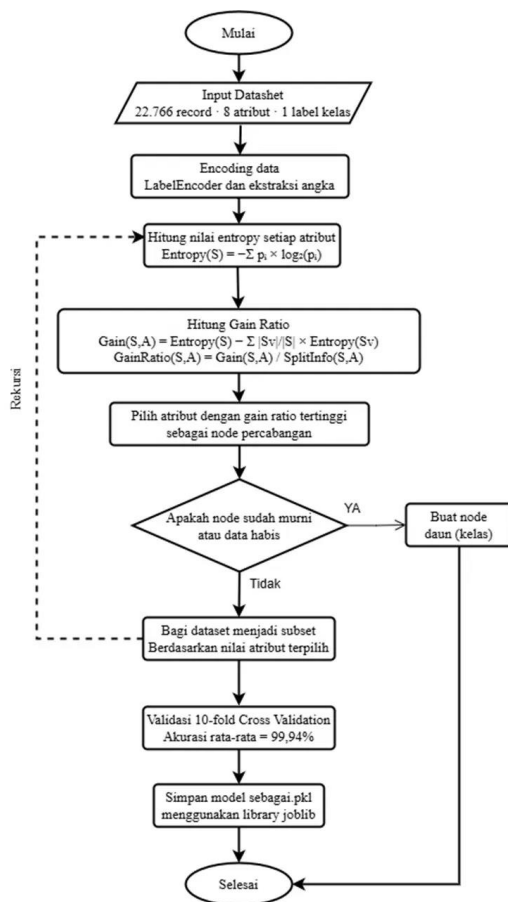 Mulai
Input Datashet
22.766 record · 8 atribut · 1 label kelas
Encoding data
LabelEncoder dan ekstraksi angka
Hitung nilai entropy setiap atribut
Entropy(S) = −Σ pᵢ × log₂(pᵢ)
Hitung Gain Ratio
Gain(S,A) = Entropy(S) − Σ |Sv|/|S| × Entropy(Sv)
GainRatio(S,A) = Gain(S,A) / SplitInfo(S,A)
Rekursi
Pilih atribut dengan gain ratio tertinggi
sebagai node percabangan
Apakah node sudah murni
atau data habis
YA
Buat node
daun (kelas)
Tidak
Bagi dataset menjadi subset
Berdasarkan nilai atribut terpilih
Validasi 10-fold Cross Validation
Akurasi rata-rata = 99,94%
Simpan model sebagai.pkl
menggunakan library joblib
Selesai